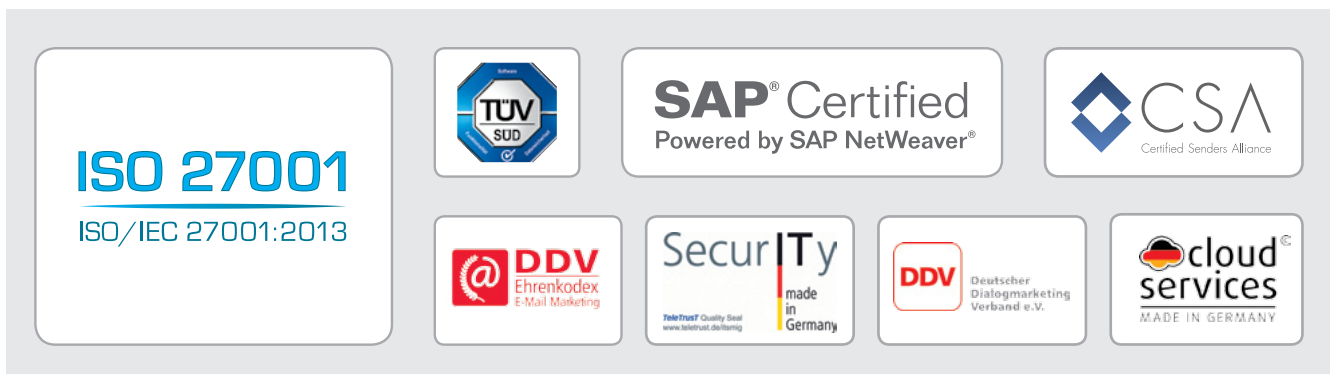 ISO 27001
ISO/IEC 27001:2013
Software
TÜV
SÜD
SAP® Certified
Powered by SAP NetWeaver®
CSA
Certified Senders Alliance
@
DDV
Ehrenkodex
E-Mail Marketing
SecurITy
made
in
Germany
TeleTrusT Quality Seal
www.teletrust.de/itsmig
DDV
Deutscher
Dialogmarketing
Verband e.V.
cloud©
services
MADE IN GERMANY